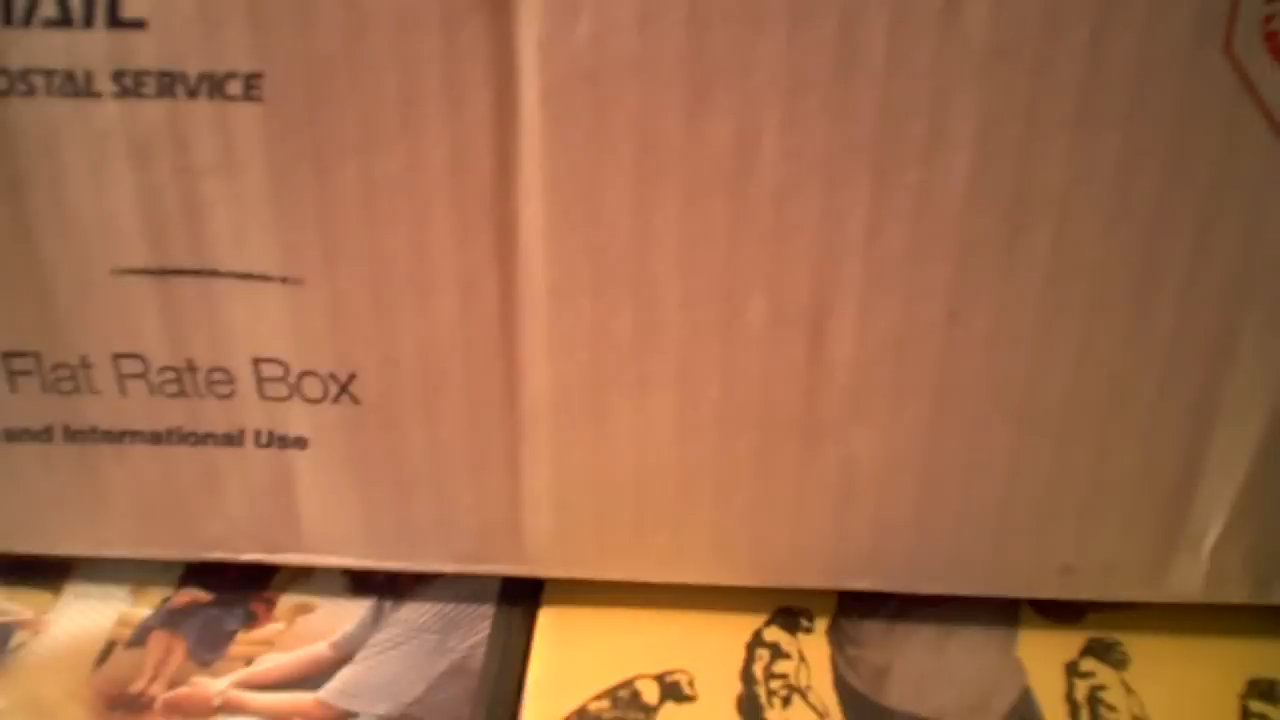 OSTAL SERVICE
Flat Rate Box
and International Use